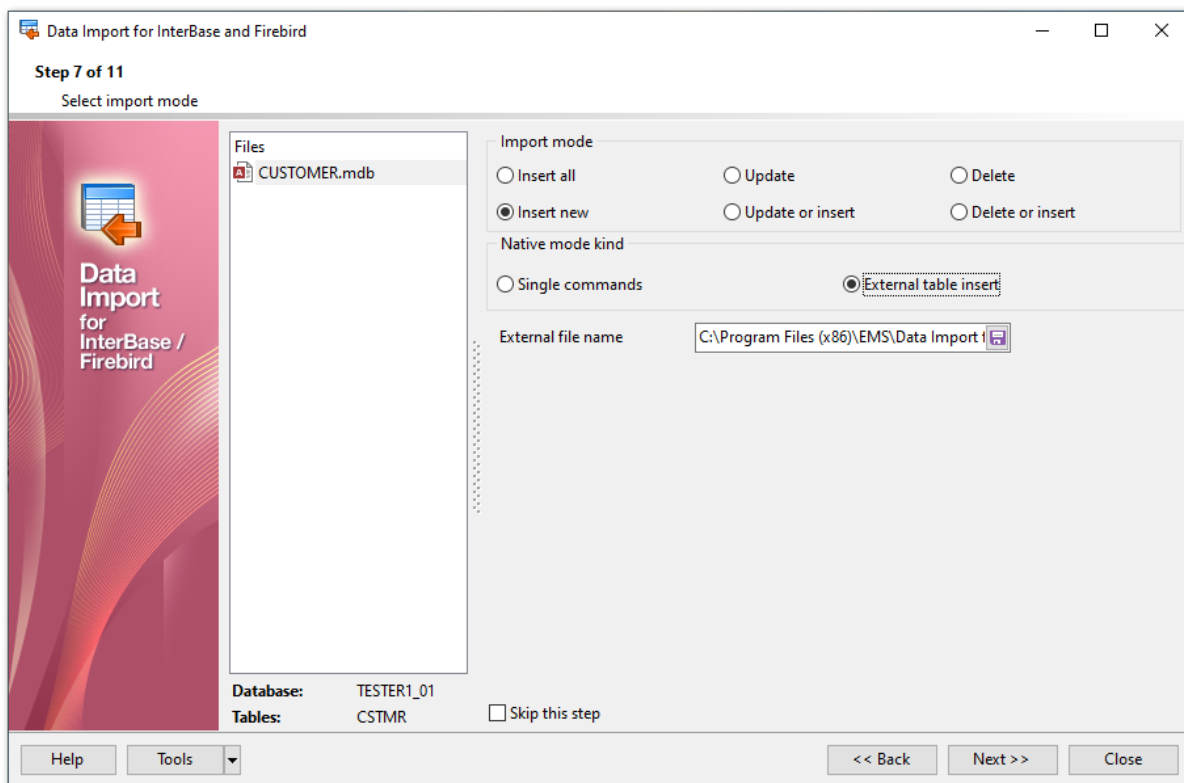 Data Import for InterBase and Firebird
Step 7 of 11
Select import mode
Data
Import
for
InterBase /
Firebird
Files
CUSTOMER.mdb
Database: TESTER1_01
Tables: CSTMR
Import mode
Insert all Update Delete
Insert new Update or insert Delete or insert
Native mode kind
Single commands External table insert
External file name C:\Program Files (x86)\EMS\Data Import f
Skip this step
Help Tools << Back Next >> Close